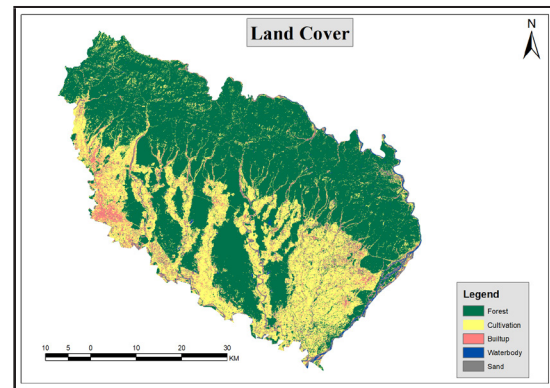 Land Cover
N
Legend
Forest
Cultivation
Builtup
Waterbody
Sand
10 5 0 10 20 30
KM